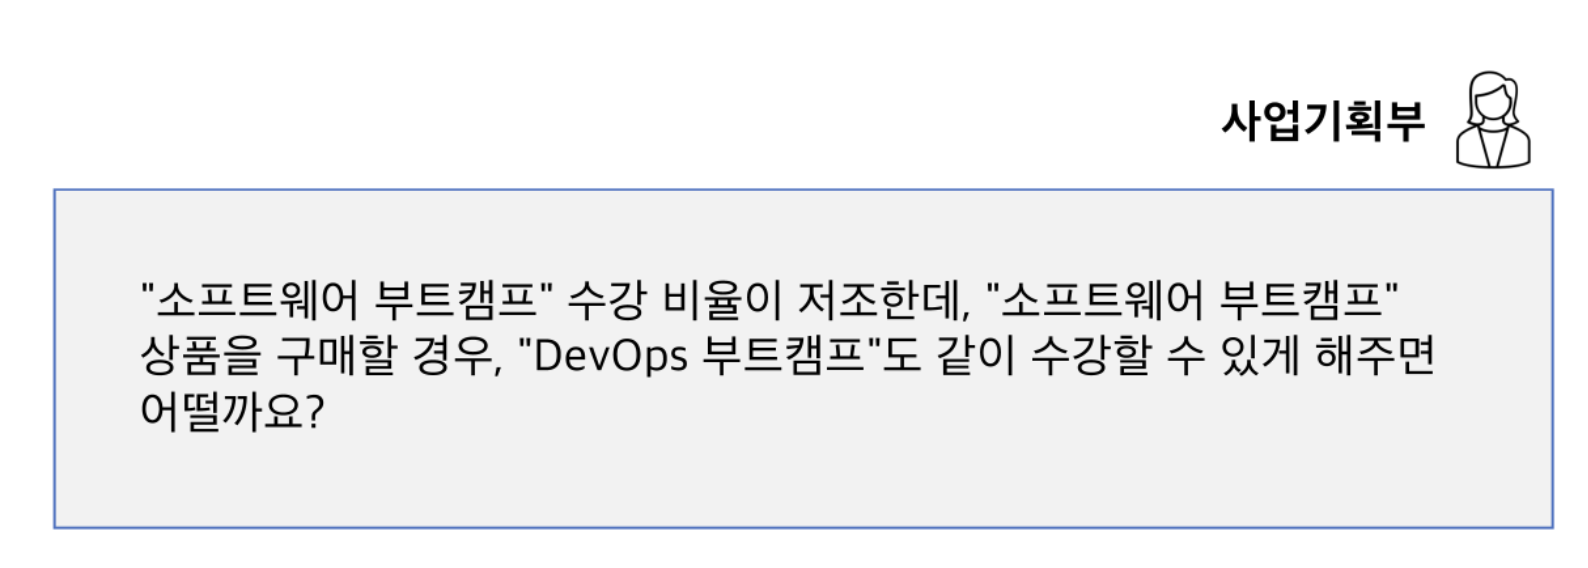 사업기획부
"소프트웨어 부트캠프" 수강 비율이 저조한데, "소프트웨어 부트캠프"
상품을 구매할 경우, "DevOps 부트캠프"도 같이 수강할 수 있게 해주면
어떨까요?